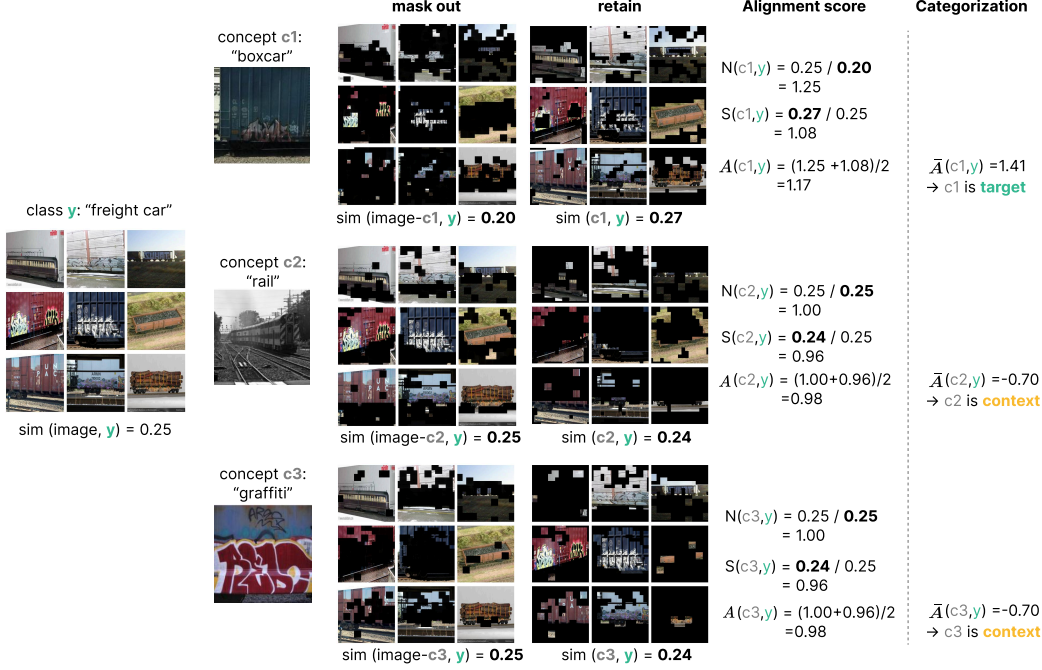 mask out
retain
Alignment score
Categorization
concept c1:
“boxcar”
N(c1,y) = 0.25 / 0.20
= 1.25
S(c1,y) = 0.27 / 0.25
= 1.08
A(c1,y) = (1.25 +1.08)/2
=1.17
A̅(c1,y) =1.41
→ c1 is target
sim (image-c1, y) = 0.20
sim (c1, y) = 0.27
class y: “freight car”
sim (image, y) = 0.25
concept c2:
“rail”
N(c2,y) = 0.25 / 0.25
= 1.00
S(c2,y) = 0.24 / 0.25
= 0.96
A(c2,y) = (1.00+0.96)/2
=0.98
A̅(c2,y) =-0.70
→ c2 is context
sim (image-c2, y) = 0.25
sim (c2, y) = 0.24
concept c3:
“graffiti”
N(c3,y) = 0.25 / 0.25
= 1.00
S(c3,y) = 0.24 / 0.25
= 0.96
A(c3,y) = (1.00+0.96)/2
=0.98
A̅(c3,y) =-0.70
→ c3 is context
sim (image-c3, y) = 0.25
sim (c3, y) = 0.24